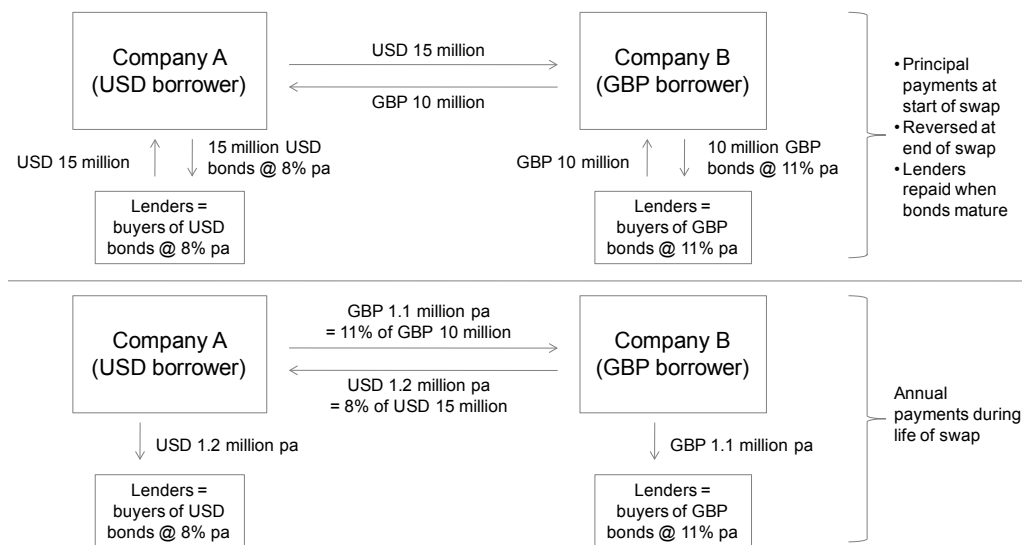 Company A
(USD borrower)
USD 15 million
GBP 10 million
Company B
(GBP borrower)
USD 15 million
15 million USD
bonds @ 8% pa
GBP 10 million
10 million GBP
bonds @ 11% pa
Lenders =
buyers of USD
bonds @ 8% pa
Lenders =
buyers of GBP
bonds @ 11% pa
• Principal
payments at
start of swap
• Reversed at
end of swap
• Lenders
repaid when
bonds mature
Company A
(USD borrower)
GBP 1.1 million pa
= 11% of GBP 10 million
USD 1.2 million pa
= 8% of USD 15 million
Company B
(GBP borrower)
USD 1.2 million pa
GBP 1.1 million pa
Lenders =
buyers of USD
bonds @ 8% pa
Lenders =
buyers of GBP
bonds @ 11% pa
Annual
payments during
life of swap